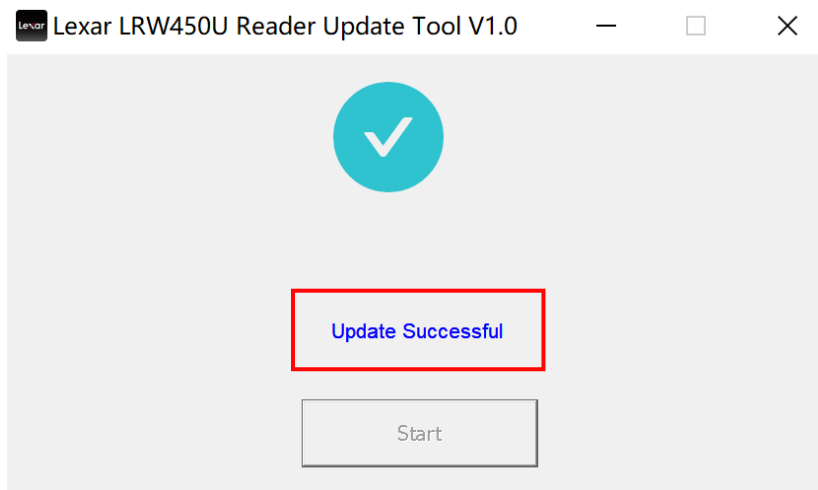 Lexar Lexar LRW450U Reader Update Tool V1.0
Update Successful
Start